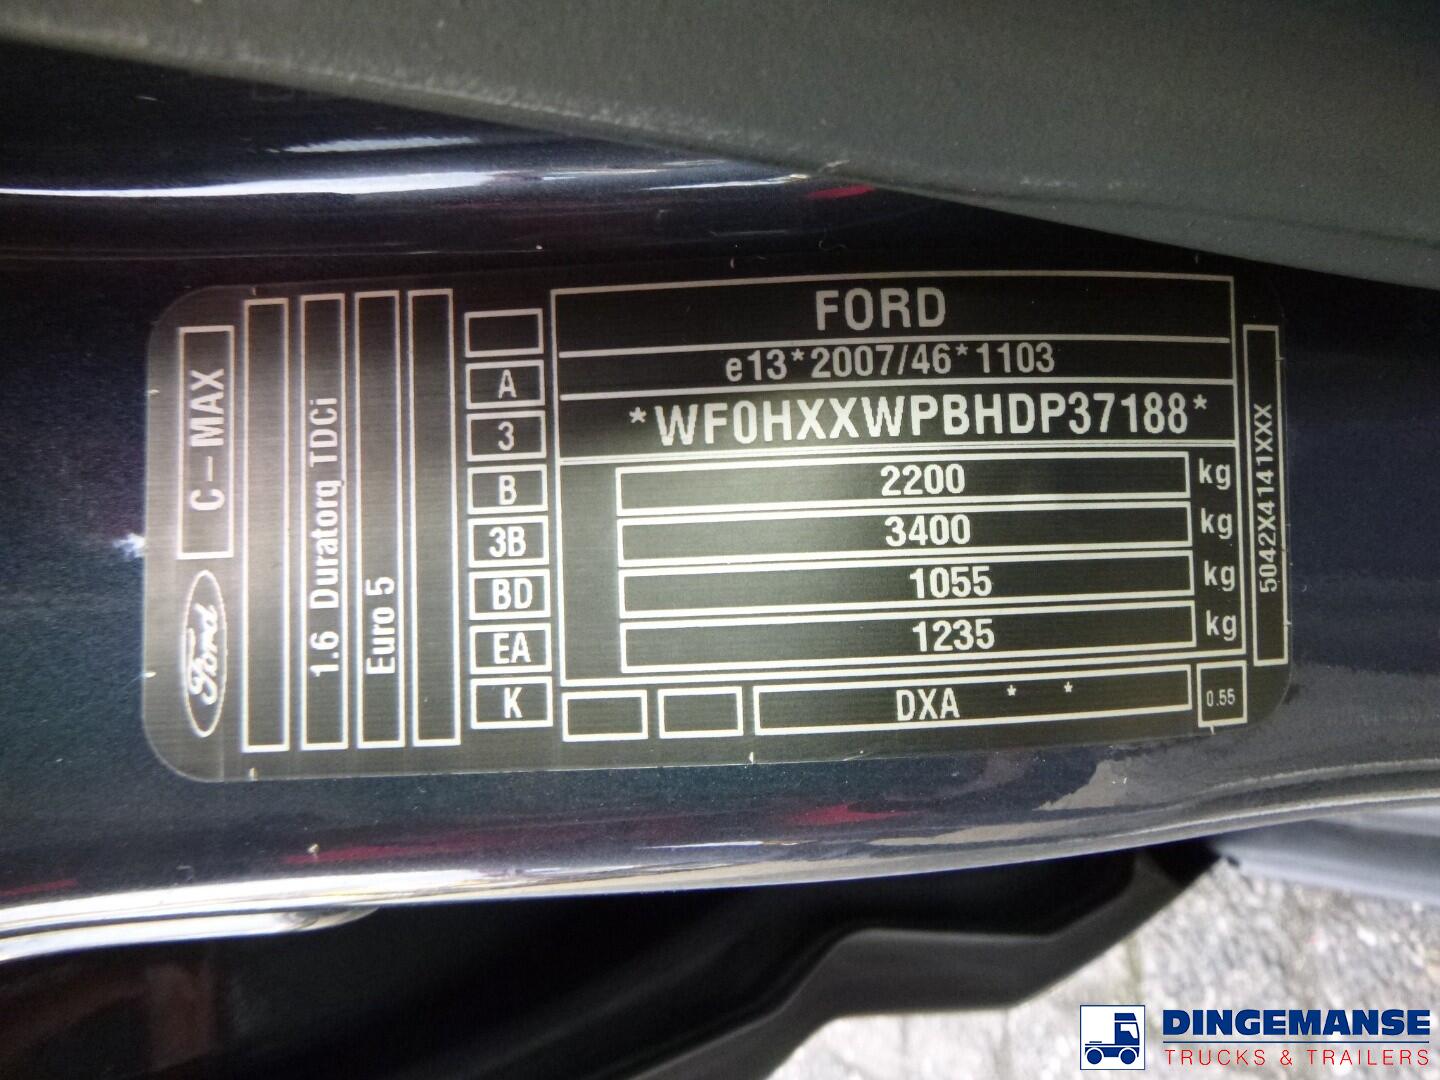 FORD
e13*2007/46*1103
*WF0HXXWPBHDP37188*
2200 kg
3400 kg
1055 kg
1235 kg
DXA * *
0.55
5042X4141XXX
A
3
B
3B
BD
EA
K
C-MAX
Ford
1.6 Duratorq TDCi
Euro 5
DINGEMANSE
TRUCKS & TRAILERS